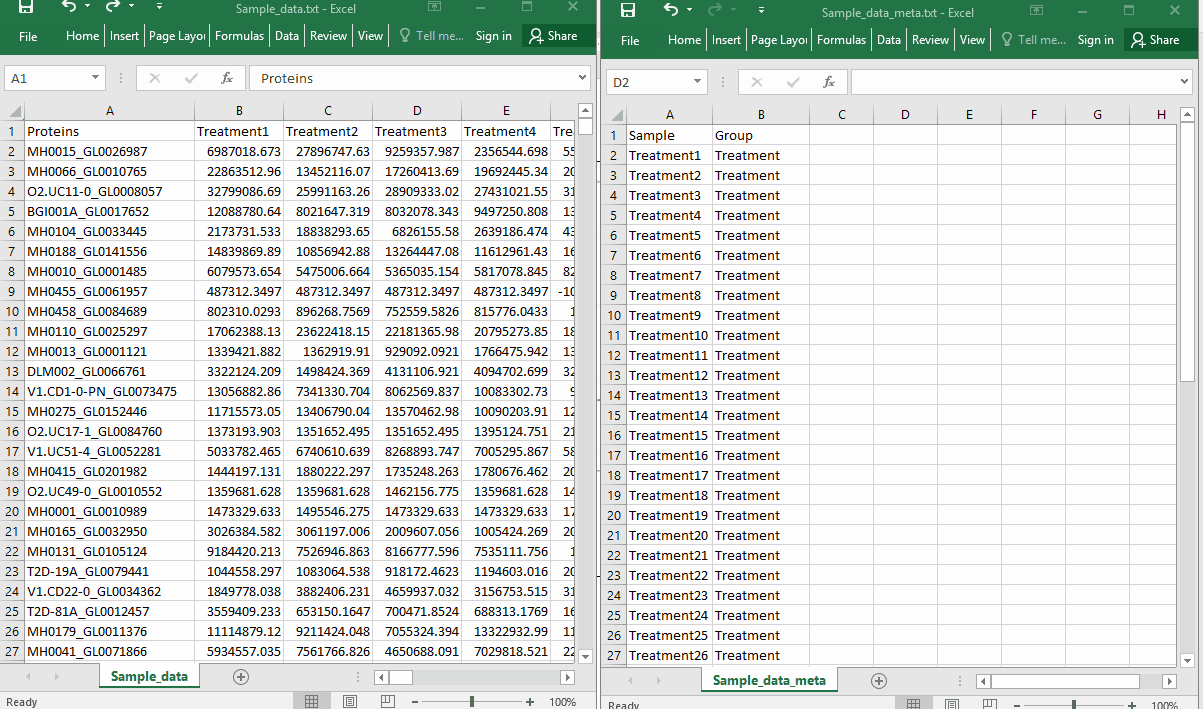 Sample_data.txt - Excel
File Home Insert Page Layou Formulas Data Review View Tell me... Sign in Share
A1 fx Proteins
A B C D E
1 Proteins Treatment1 Treatment2 Treatment3 Treatment4 Tre
2 MH0015_GL0026987 6987018.673 27896747.63 9259357.987 2356544.698 55
3 MH0066_GL0010765 22863512.96 13452116.07 17260413.69 19692445.34 20
4 O2.UC11-0_GL0008057 32799086.69 25991163.26 28909333.02 27431021.55 31
5 BGI001A_GL0017652 12088780.64 8021647.319 8032078.343 9497250.808 13
6 MH0104_GL0033445 2173731.533 18838293.65 6826155.58 2639186.474 43
7 MH0188_GL0141556 14839869.89 10856942.88 13264447.08 11612961.43 16
8 MH0010_GL0001485 6079573.654 5475006.664 5365035.154 5817078.845 82
9 MH0455_GL0061957 487312.3497 487312.3497 487312.3497 487312.3497 -10
10 MH0458_GL0084689 802310.0293 896268.7569 752559.5826 815776.0433 1
11 MH0110_GL0025297 17062388.13 23622418.15 22181365.98 20795273.85 18
12 MH0013_GL0001121 1339421.882 1362919.91 929092.0921 1766475.942 13
13 DLM002_GL0066761 3322124.209 1498424.369 4131106.921 4094702.699 32
14 V1.CD1-0-PN_GL0073475 13056882.86 7341330.704 8062569.837 10083302.73 9
15 MH0275_GL0152446 11715573.05 13406790.04 13570462.98 10090203.91 12
16 O2.UC17-1_GL0084760 1373193.903 1351652.495 1351652.495 1395124.751 21
17 V1.UC51-4_GL0052281 5033782.465 6740610.639 8268893.747 7005295.867 58
18 MH0415_GL0201982 1444197.131 1880222.297 1735248.263 1780676.462 20
19 O2.UC49-0_GL0010552 1359681.628 1359681.628 1462156.775 1359681.628 14
20 MH0001_GL0010989 1473329.633 1495546.275 1473329.633 1473329.633 17
21 MH0165_GL0032950 3026384.582 3061197.006 2009607.056 1005424.269 20
22 MH0131_GL0105124 9184420.213 7526946.863 8166777.596 7535111.756 1
23 T2D-19A_GL0079441 1044558.297 1083064.538 918172.4623 1194603.016 20
24 V1.CD22-0_GL0034362 1849778.038 3882406.231 4659937.032 3156753.515 31
25 T2D-81A_GL0012457 3559409.233 653150.1647 700471.8524 688313.1769 16
26 MH0179_GL0011376 11114879.12 9211424.048 7055324.394 13322932.99 11
27 MH0041_GL0071866 5934557.035 7561766.826 4650688.091 7029818.521 22
Sample_data
Ready 100%
Sample_data_meta.txt - Excel
File Home Insert Page Layou Formulas Data Review View Tell me... Sign in Share
D2 fx
A B C D E F G H
1 Sample Group
2 Treatment1 Treatment
3 Treatment2 Treatment
4 Treatment3 Treatment
5 Treatment4 Treatment
6 Treatment5 Treatment
7 Treatment6 Treatment
8 Treatment7 Treatment
9 Treatment8 Treatment
10 Treatment9 Treatment
11 Treatment10 Treatment
12 Treatment11 Treatment
13 Treatment12 Treatment
14 Treatment13 Treatment
15 Treatment14 Treatment
16 Treatment15 Treatment
17 Treatment16 Treatment
18 Treatment17 Treatment
19 Treatment18 Treatment
20 Treatment19 Treatment
21 Treatment20 Treatment
22 Treatment21 Treatment
23 Treatment22 Treatment
24 Treatment23 Treatment
25 Treatment24 Treatment
26 Treatment25 Treatment
27 Treatment26 Treatment
Sample_data_meta
Ready 100%